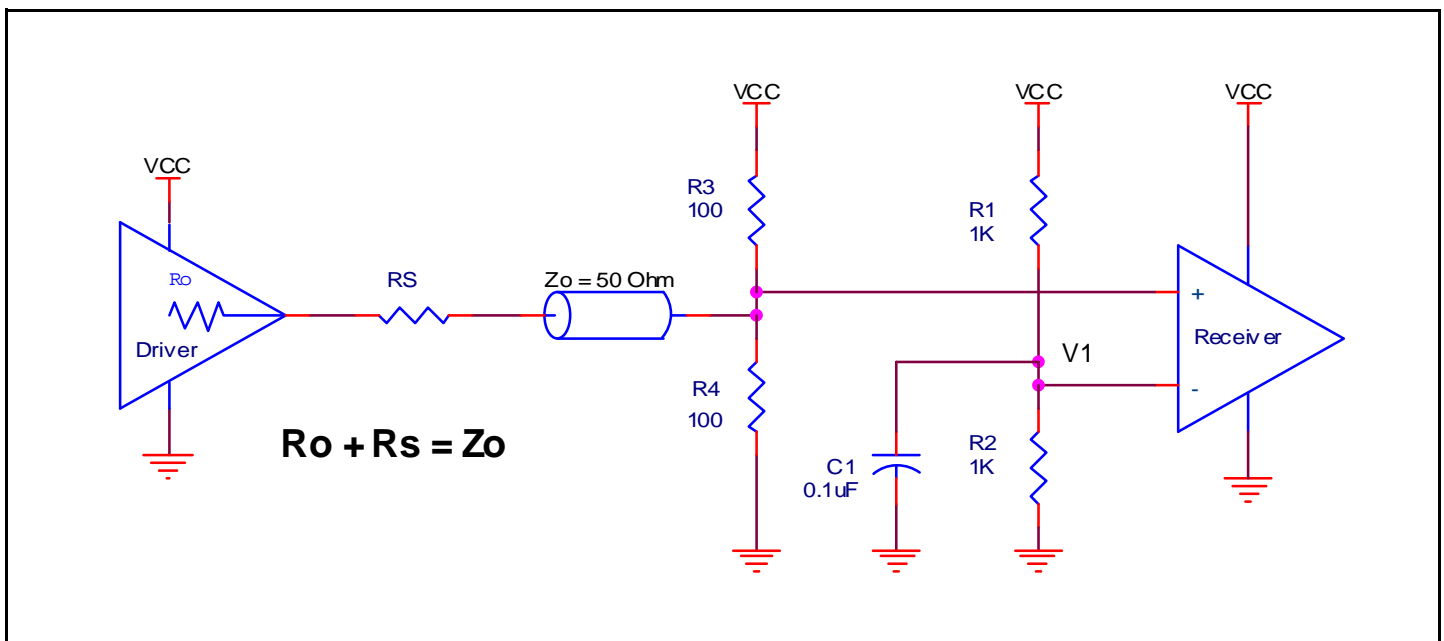 VCC
VCC
VCC
VCC
R3
100
R1
1K
Ro
RS
Zo = 50 Ohm
+
Driver
Receiver
V1
-
R4
100
Ro + Rs = Zo
R2
1K
C1
0.1uF